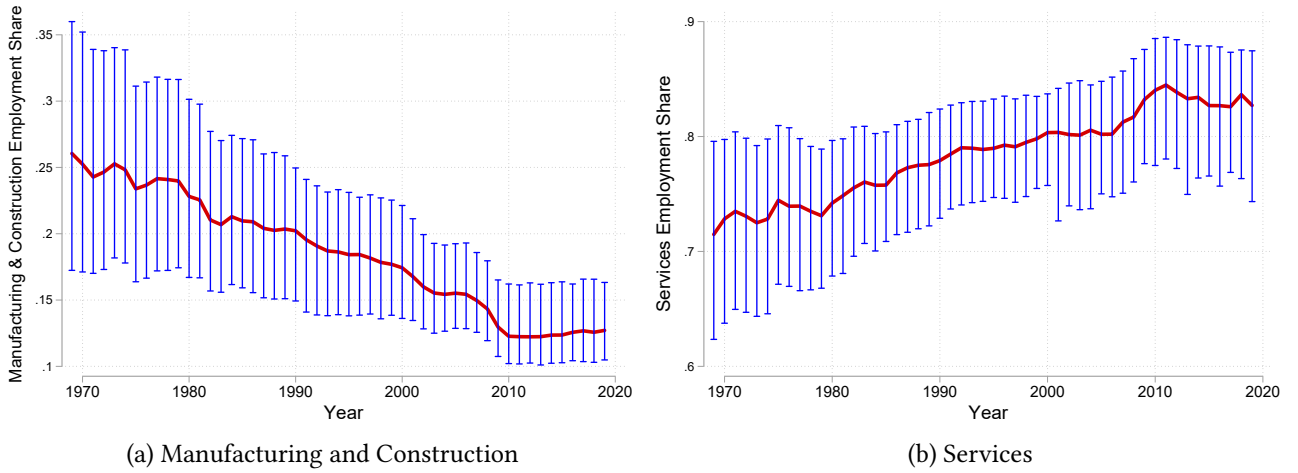 Manufacturing & Construction Employment Share
.35
.3
.25
.2
.15
.1
1970 1980 1990 2000 2010 2020
Year
(a) Manufacturing and Construction
Services Employment Share
.9
.8
.7
.6
1970 1980 1990 2000 2010 2020
Year
(b) Services